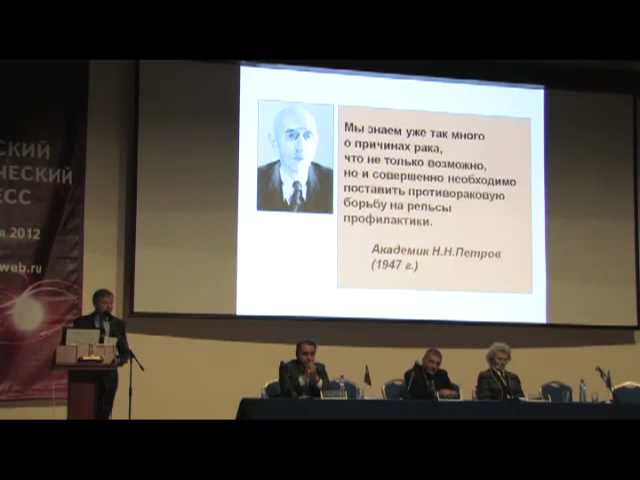 СКИЙ
ЧЕСКИЙ
ЕСС
2012
web.ru
Мы знаем уже так много
о причинах рака,
что не только возможно,
но и совершенно необходимо
поставить противораковую
борьбу на рельсы
профилактики.
Академик Н.Н.Петров
(1947 г.)